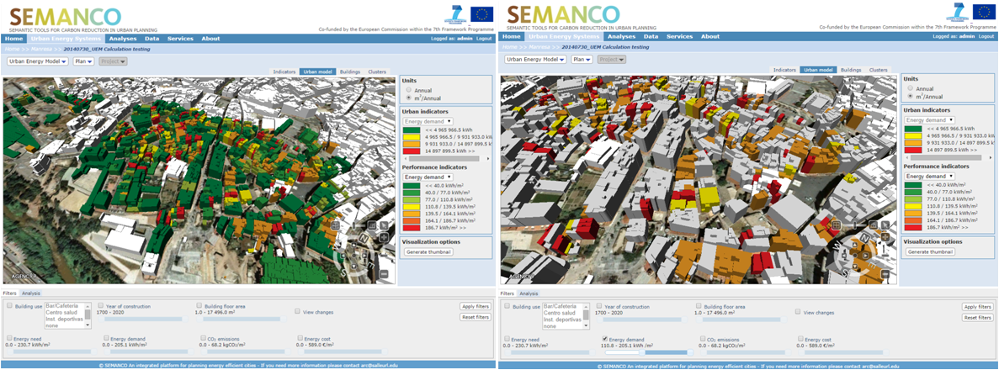 SEMANCO
SEMANTIC TOOLS FOR CARBON REDUCTION IN URBAN PLANNING
Co-funded by the European Commission within the 7th Framework Programme
Home Urban Energy Systems Analyses Data Services About
Logged as: admin Logout
Home >> Manresa >> 20140730_UEM Calculation testing
Urban Energy Model Plan Project
Indicators Urban model Buildings Clusters
Units
Annual
m²/Annual
Urban indicators
Energy demand
<< 4 965 966.5 kWh
4 965 966.5 / 9 931 933.0 kW
9 931 933.0 / 14 897 899.5 k
14 897 899.5 kWh >>
Performance indicators
Energy demand
<< 40.0 kWh/m²
40.0 / 77.0 kWh/m²
77.0 / 110.8 kWh/m²
110.8 / 139.5 kWh/m²
139.5 / 164.1 kWh/m²
164.1 / 186.7 kWh/m²
186.7 kWh/m² >>
Visualization options
Generate thumbnail
N
E
S
AGENCY
Filters Analysis
Building use
Bar/Cafeteria
Centro salud
Inst. deportivas
none
Year of construction
1700 - 2020
Building floor area
1.0 - 17 496.0 m²
View changes
Apply filters
Reset filters
Energy need
0.0 - 230.7 kWh/m²
Energy demand
0.0 - 205.1 kWh/m²
CO₂ emissions
0.0 - 68.2 kgCO₂/m²
Energy cost
0.0 - 589.0 €/m²
© SEMANCO An integrated platform for planning energy efficient cities - If you need more information please contact arc@salleurl.edu
SEMANCO
SEMANTIC TOOLS FOR CARBON REDUCTION IN URBAN PLANNING
Co-funded by the European Commission within the 7th Framework Programme
Home Urban Energy Systems Analyses Data Services About
Logged as: admin Logout
Home >> Manresa >> 20140730_UEM Calculation testing
Urban Energy Model Plan Project
Indicators Urban model Buildings Clusters
Units
Annual
m²/Annual
Urban indicators
Energy demand
<< 4 965 966.5 kWh
4 965 966.5 / 9 931 933.0 kW
9 931 933.0 / 14 897 899.5 k
14 897 899.5 kWh >>
Performance indicators
Energy demand
<< 40.0 kWh/m²
40.0 / 77.0 kWh/m²
77.0 / 110.8 kWh/m²
110.8 / 139.5 kWh/m²
139.5 / 164.1 kWh/m²
164.1 / 186.7 kWh/m²
186.7 kWh/m² >>
Visualization options
Generate thumbnail
W
N
S
AGENCY
Filters Analysis
Building use
Bar/Cafeteria
Centro salud
Inst. deportivas
none
Year of construction
1700 - 2020
Building floor area
1.0 - 17 496.0 m²
View changes
Apply filters
Reset filters
Energy need
0.0 - 230.7 kWh/m²
Energy demand
110.8 - 205.1 kWh /m²
CO₂ emissions
0.0 - 68.2 kgCO₂/m²
Energy cost
0.0 - 589.0 €/m²
© SEMANCO An integrated platform for planning energy efficient cities - If you need more information please contact arc@salleurl.edu